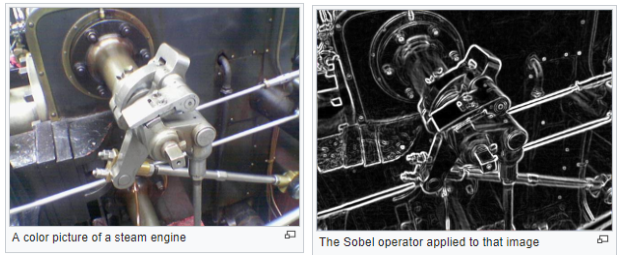 A color picture of a steam engine
The Sobel operator applied to that image